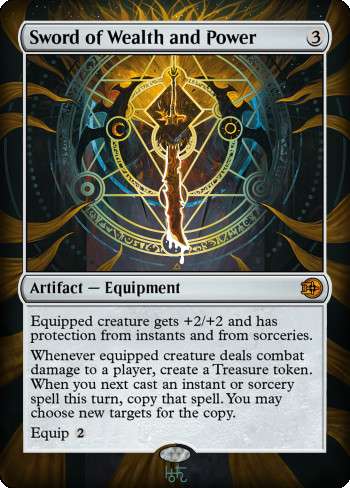 Sword of Wealth and Power 3
Artifact — Equipment
Equipped creature gets +2/+2 and has
protection from instants and from sorceries.
Whenever equipped creature deals combat
damage to a player, create a Treasure token.
When you next cast an instant or sorcery
spell this turn, copy that spell. You may
choose new targets for the copy.
Equip 2